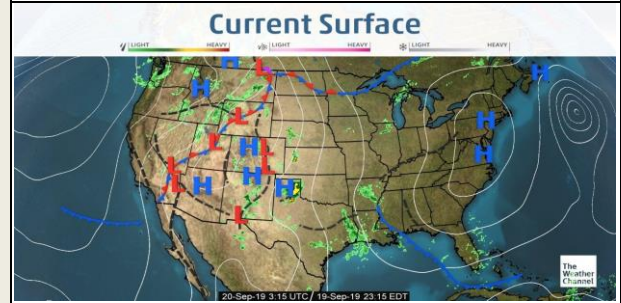 Current Surface
LIGHT HEAVY LIGHT HEAVY LIGHT HEAVY
H
L
H
H
L
L
H
L
H
L
L
L
H
H
H
H
L
The
Weather
Channel
20-Sep-19 3:15 UTC / 19-Sep-19 23:15 EDT